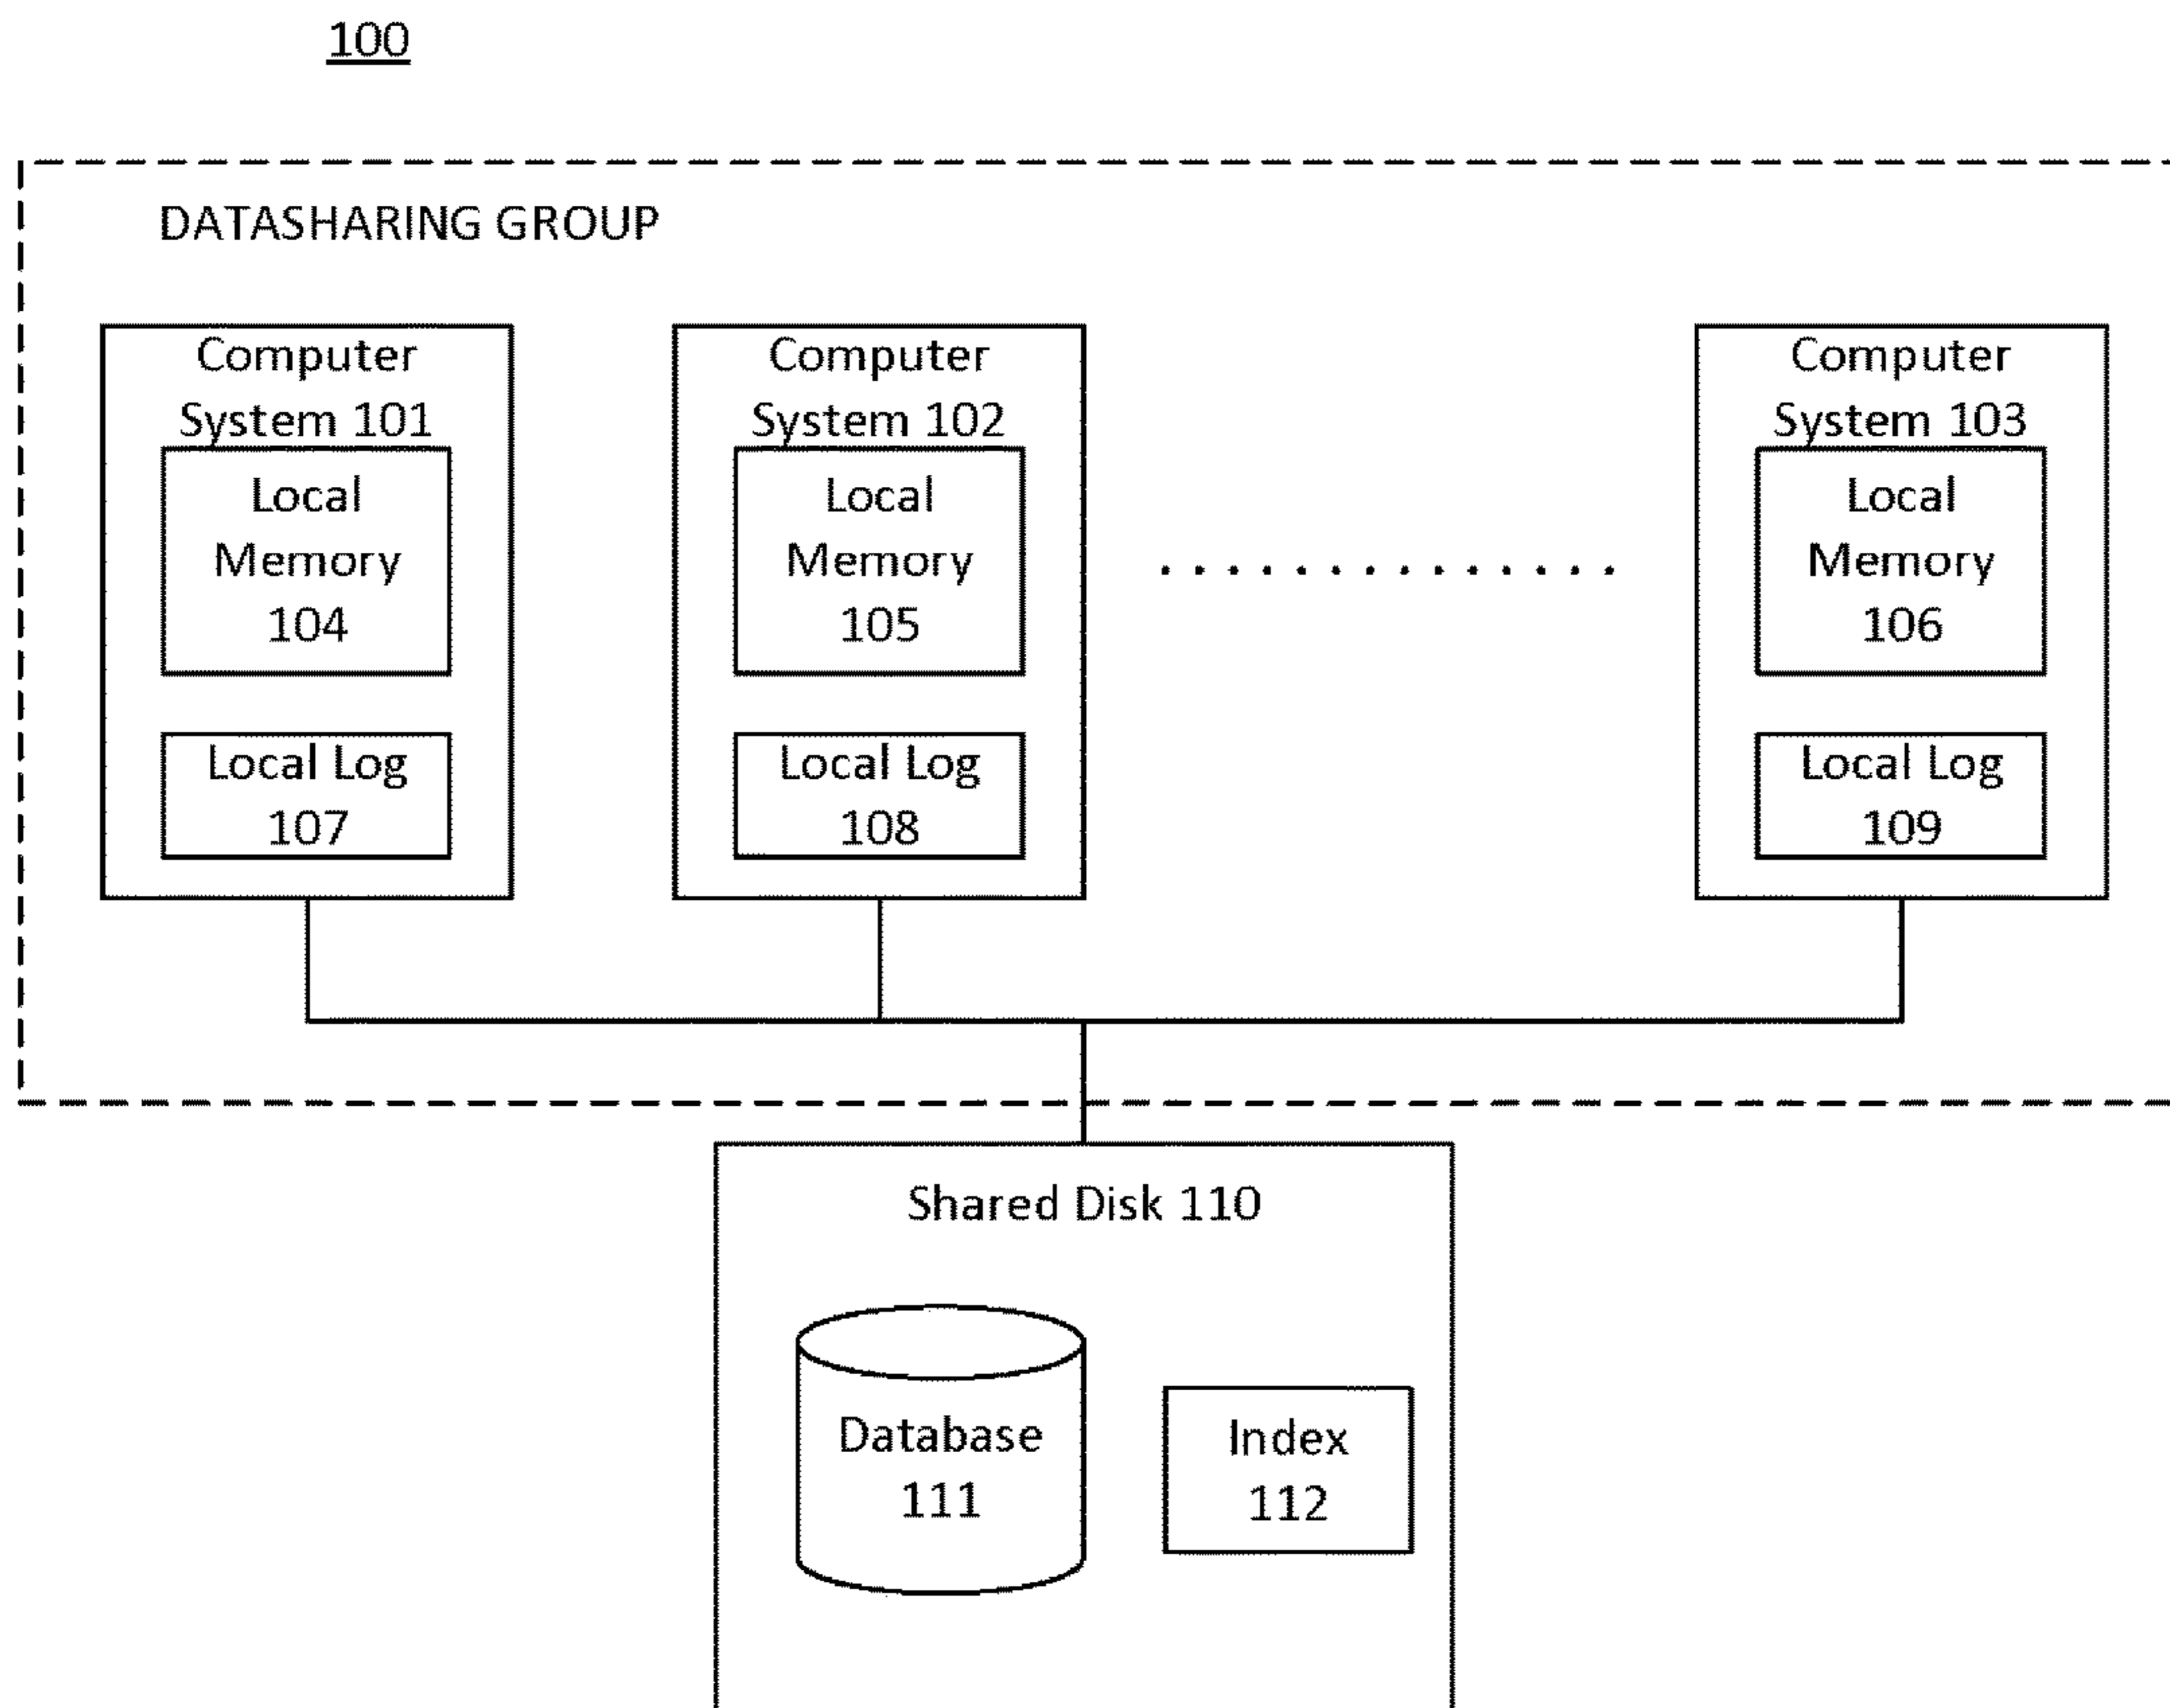 100
DATASHARING GROUP
Computer
System 101
Local
Memory
104
Local Log
107
Computer
System 102
Local
Memory
105
Local Log
108
Computer
System 103
Local
Memory
106
Local Log
109
Shared Disk 110
Database
111
Index
112